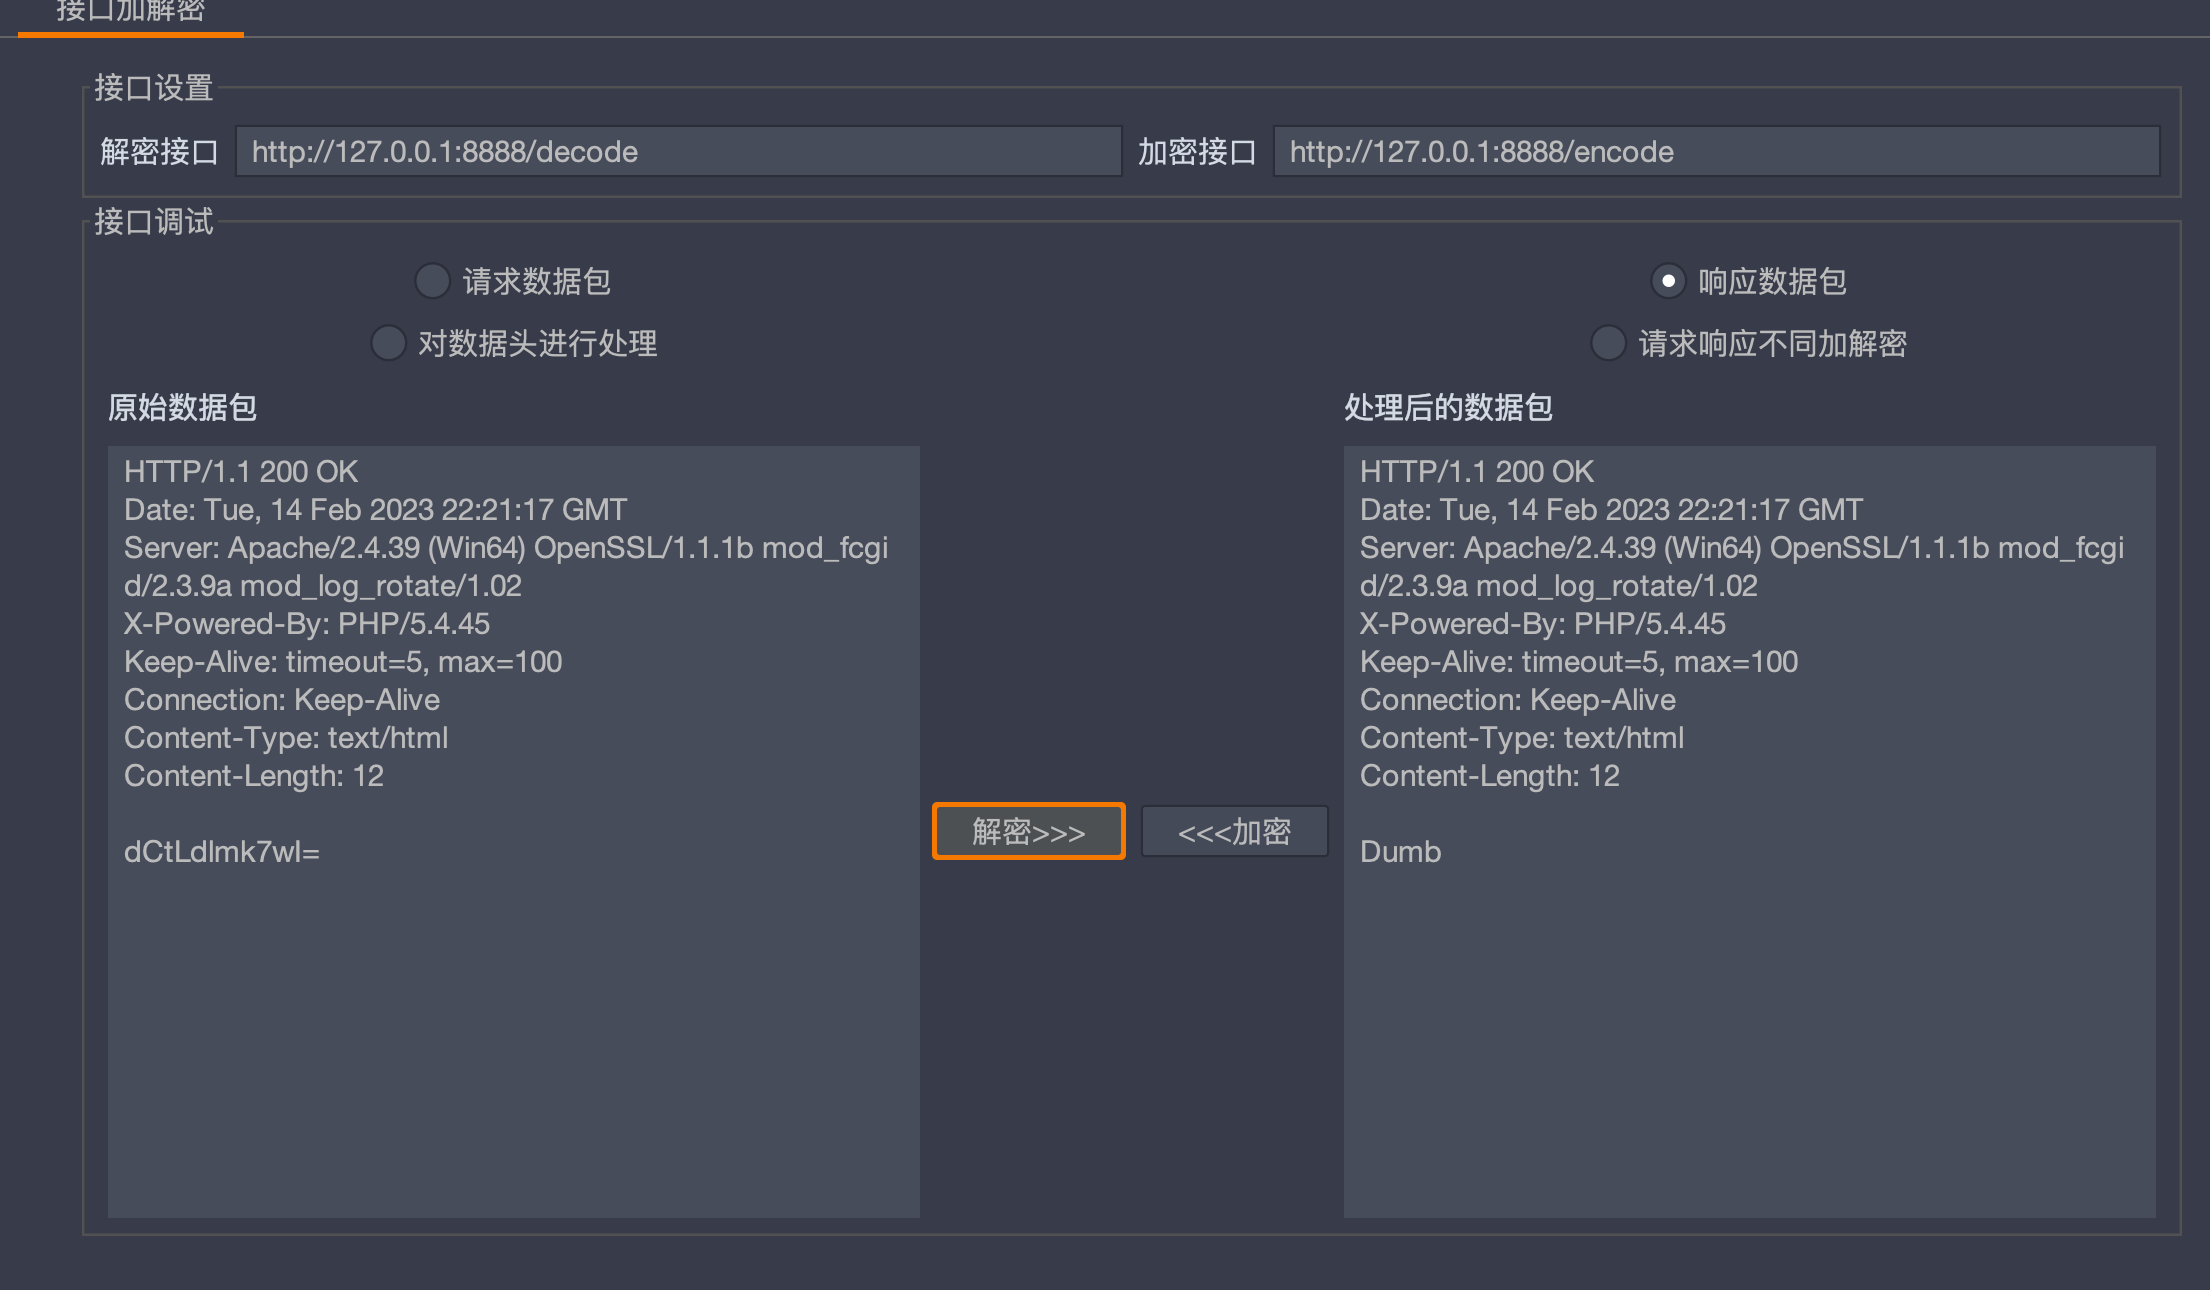 接口加解密
接口设置
解密接口 http://127.0.0.1:8888/decode 加密接口 http://127.0.0.1:8888/encode
接口调试
请求数据包 响应数据包
对数据头进行处理 请求响应不同加解密
原始数据包
HTTP/1.1 200 OK
Date: Tue, 14 Feb 2023 22:21:17 GMT
Server: Apache/2.4.39 (Win64) OpenSSL/1.1.1b mod_fcgi
d/2.3.9a mod_log_rotate/1.02
X-Powered-By: PHP/5.4.45
Keep-Alive: timeout=5, max=100
Connection: Keep-Alive
Content-Type: text/html
Content-Length: 12
dCtLdlmk7wI=
解密>>> <<<加密
处理后的数据包
HTTP/1.1 200 OK
Date: Tue, 14 Feb 2023 22:21:17 GMT
Server: Apache/2.4.39 (Win64) OpenSSL/1.1.1b mod_fcgi
d/2.3.9a mod_log_rotate/1.02
X-Powered-By: PHP/5.4.45
Keep-Alive: timeout=5, max=100
Connection: Keep-Alive
Content-Type: text/html
Content-Length: 12
Dumb